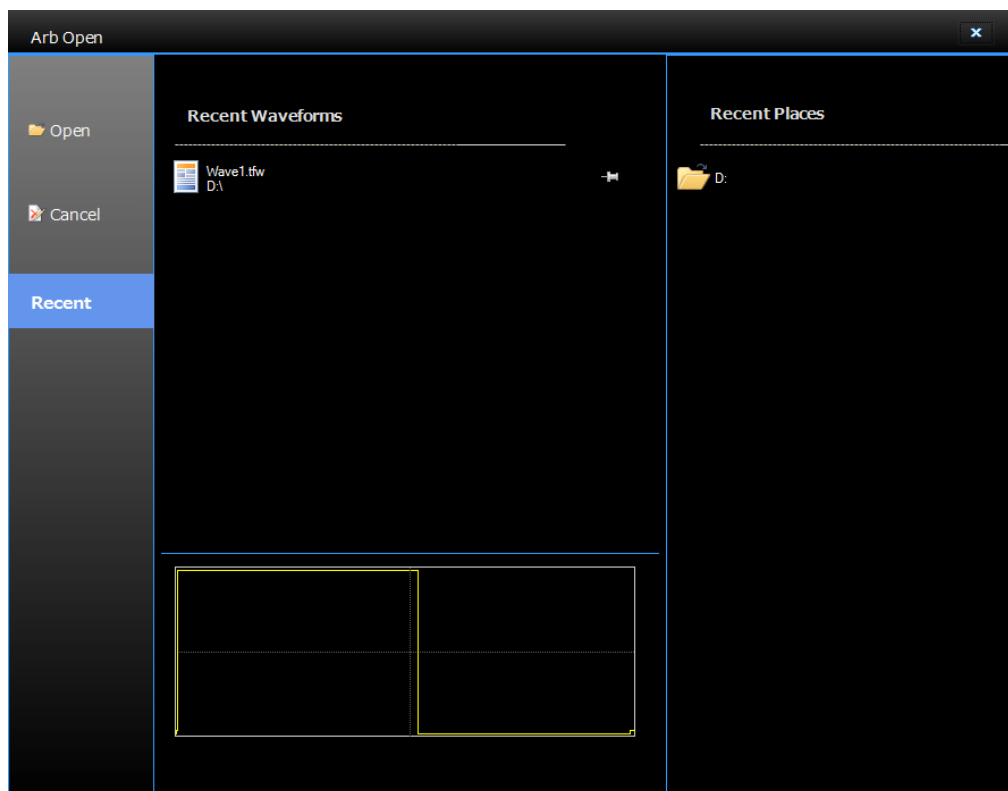 Arb Open
Open
Cancel
Recent
Recent Waveforms
Wave1.tfw
D:\
Recent Places
D: